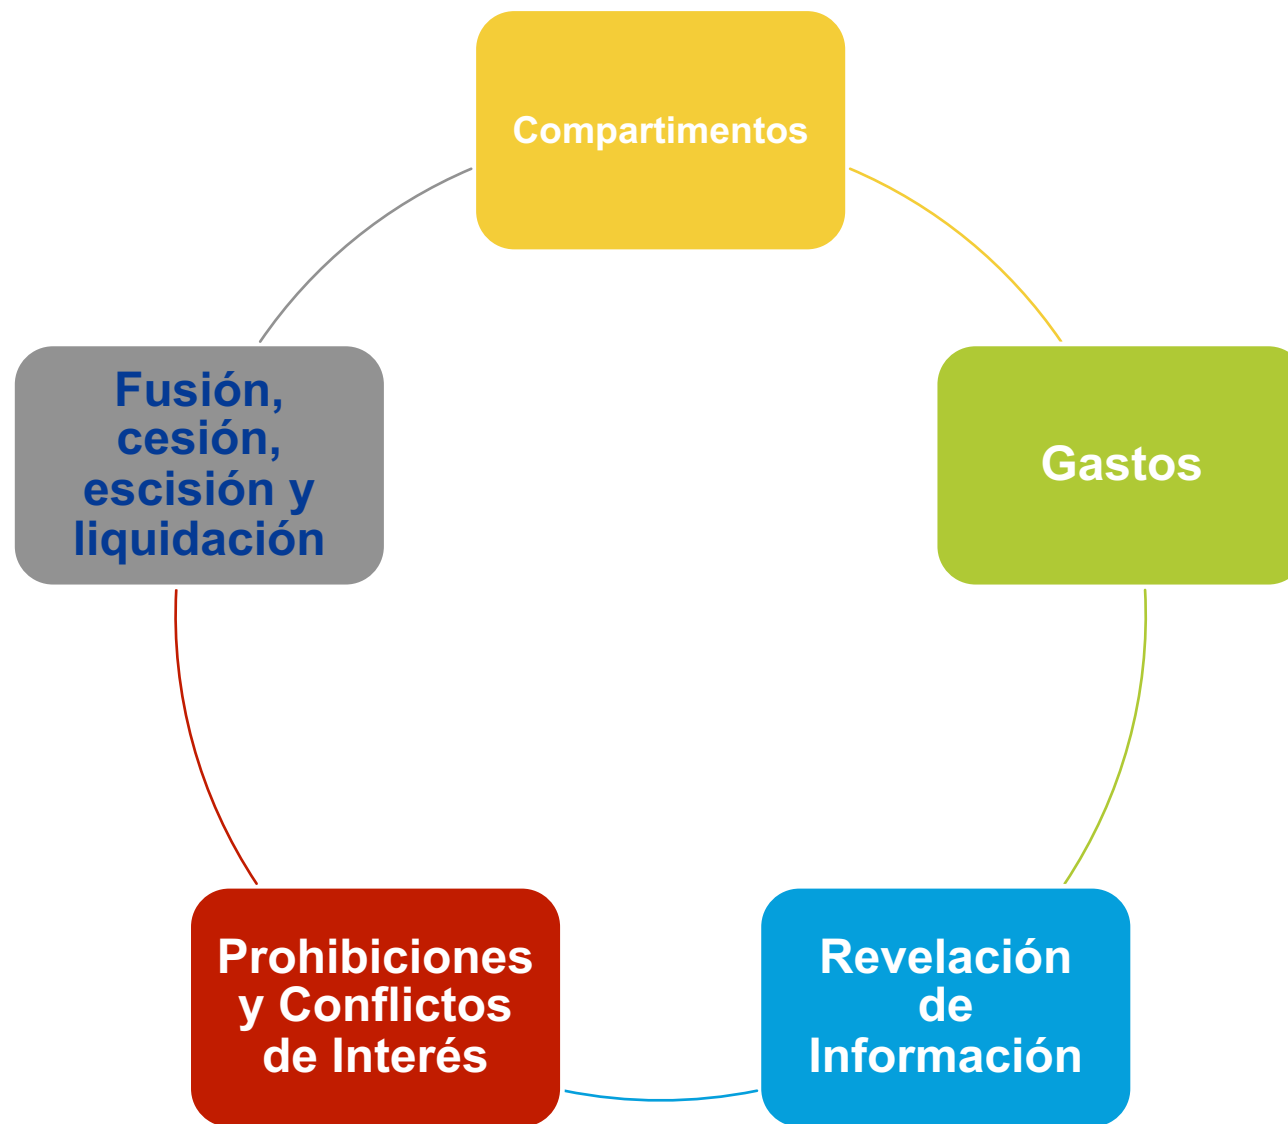 Compartimentos
Fusión,
cesión,
escisión y
liquidación
Gastos
Prohibiciones
y Conflictos
de Interés
Revelación
de
Información